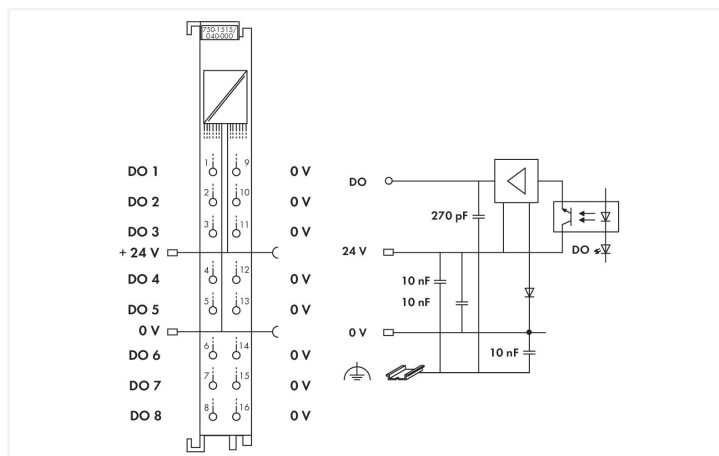 750-1515/
040-000
DO 1 1 9 0 V
DO 2 2 10 0 V
DO 3 3 11 0 V
+ 24 V
DO 4 4 12 0 V
DO 5 5 13 0 V
0 V
DO 6 6 14 0 V
DO 7 7 15 0 V
DO 8 8 16 0 V
DO
270 pF
DO
24 V
10 nF
10 nF
0 V
10 nF